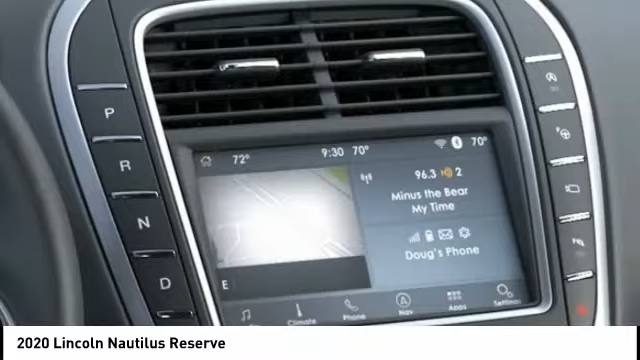 P
R
N
D
72°
9:30 70°
70°
96.3 2
Minus the Bear
My Time
Doug's Phone
E
Climate
Phone
Nav
Apps
Settings
2020 Lincoln Nautilus Reserve